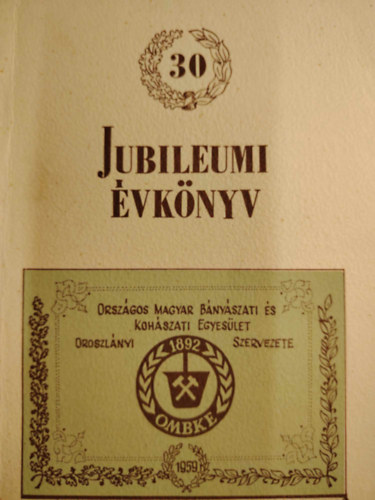 30
JUBILEUMI
ÉVKÖNYV
ORSZÁGOS MAGYAR BÁNYÁSZATI ÉS
KOHÁSZATI EGYESÜLET
OROSZLÁNYI SZERVEZETE
1892
OMBKE
1959